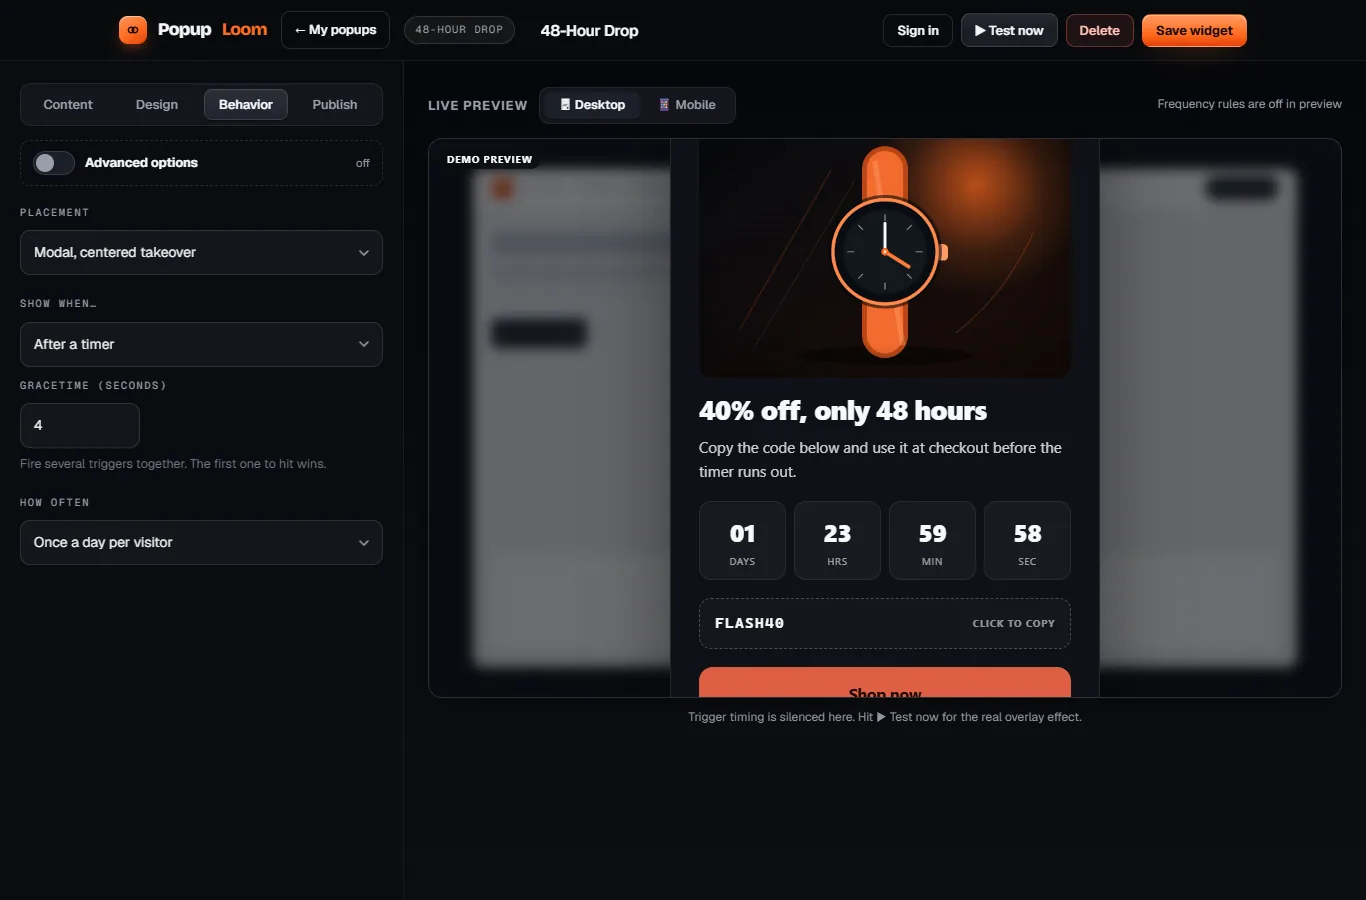 Popup Loom
← My popups
48-HOUR DROP
48-Hour Drop
Sign in
▶ Test now
Delete
Save widget
Content
Design
Behavior
Publish
Advanced options
off
PLACEMENT
Modal, centered takeover
SHOW WHEN…
After a timer
GRACETIME (SECONDS)
4
Fire several triggers together. The first one to hit wins.
HOW OFTEN
Once a day per visitor
LIVE PREVIEW
Desktop
Mobile
Frequency rules are off in preview
DEMO PREVIEW
40% off, only 48 hours
Copy the code below and use it at checkout before the
timer runs out.
01
DAYS
23
HRS
59
MIN
58
SEC
FLASH40
CLICK TO COPY
Shop now
Trigger timing is silenced here. Hit ▶ Test now for the real overlay effect.